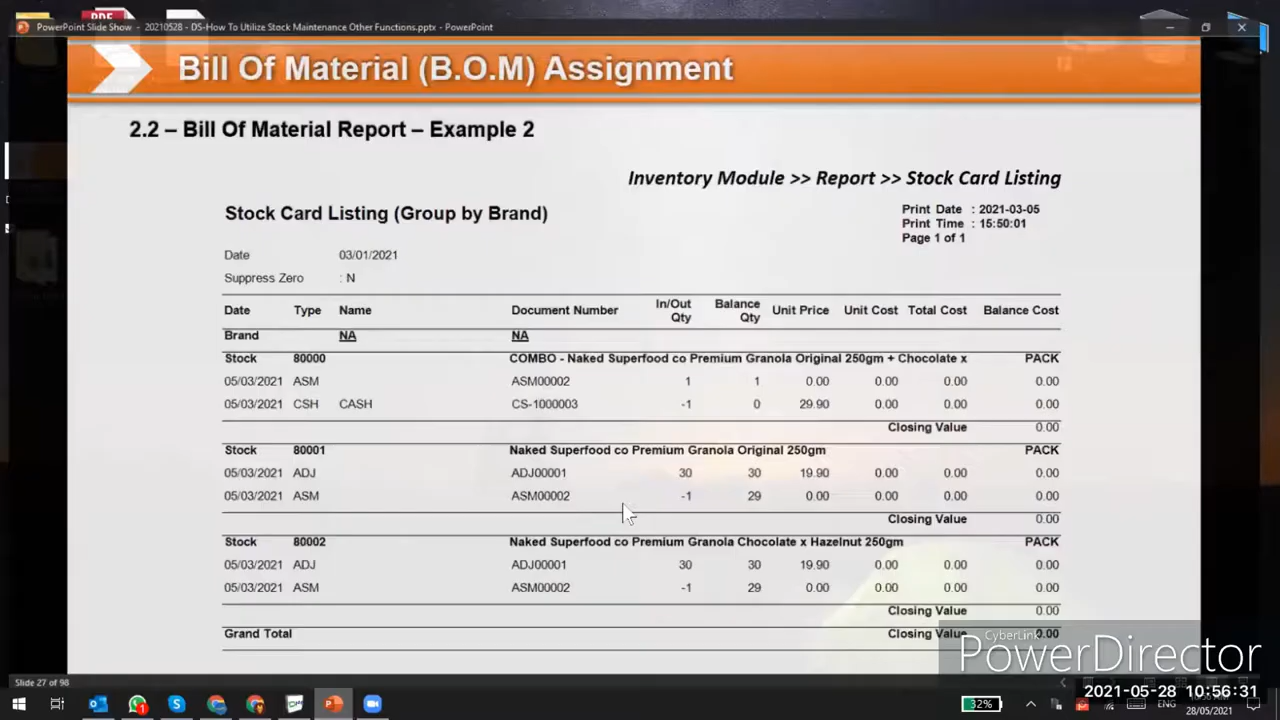 PowerPoint Slide Show - 20210528 - DS-How To Utilize Stock Maintenance Other Functions.pptx - PowerPoint
Bill Of Material (B.O.M) Assignment
2.2 – Bill Of Material Report – Example 2
Inventory Module >> Report >> Stock Card Listing
Stock Card Listing (Group by Brand)
Print Date : 2021-03-05
Print Time : 15:50:01
Page 1 of 1
Date 03/01/2021
Suppress Zero : N
Date Type Name Document Number In/Out Qty Balance Qty Unit Price Unit Cost Total Cost Balance Cost
Brand NA NA
Stock 80000 COMBO - Naked Superfood co Premium Granola Original 250gm + Chocolate x PACK
05/03/2021 ASM ASM00002 1 1 0.00 0.00 0.00 0.00
05/03/2021 CSH CASH CS-1000003 -1 0 29.90 0.00 0.00 0.00
Closing Value 0.00
Stock 80001 Naked Superfood co Premium Granola Original 250gm PACK
05/03/2021 ADJ ADJ00001 30 30 19.90 0.00 0.00 0.00
05/03/2021 ASM ASM00002 -1 29 0.00 0.00 0.00 0.00
Closing Value 0.00
Stock 80002 Naked Superfood co Premium Granola Chocolate x Hazelnut 250gm PACK
05/03/2021 ADJ ADJ00001 30 30 19.90 0.00 0.00 0.00
05/03/2021 ASM ASM00002 -1 29 0.00 0.00 0.00 0.00
Closing Value 0.00
Grand Total Closing Value 0.00
CyberLink
PowerDirector
Slide 27 of 98
2021-05-28 10:56:31
32%
ENG
28/05/2021